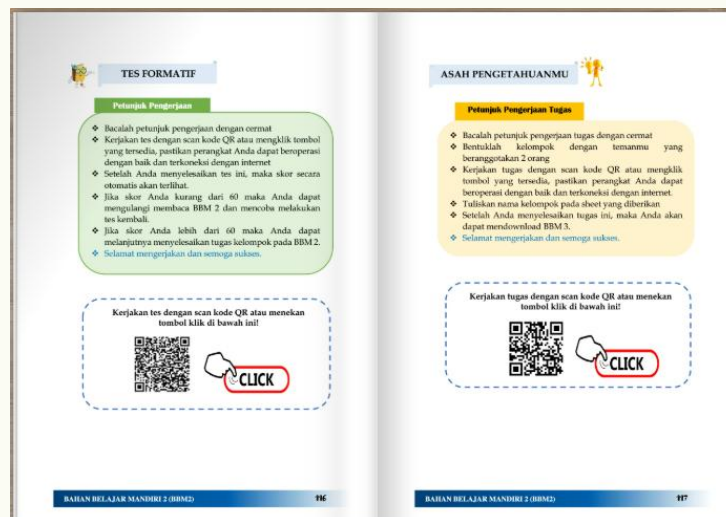 TES FORMATIF
Petunjuk Pengerjaan
❖ Bacalah petunjuk pengerjaan dengan cermat
❖ Kerjakan tes dengan scan kode QR atau mengklik tombol
yang tersedia, pastikan perangkat Anda dapat beroperasi
dengan baik dan terkoneksi dengan internet
❖ Setelah Anda menyelesaikan tes ini, maka skor secara
otomatis akan terlihat.
❖ Jika skor Anda kurang dari 60 maka Anda dapat
mengulangi membaca BBM 2 dan mencoba melakukan
tes kembali.
❖ Jika skor Anda lebih dari 60 maka Anda dapat
melanjutnya menyelesaikan tugas kelompok pada BBM 2.
❖ Selamat mengerjakan dan semoga sukses.
Kerjakan tes dengan scan kode QR atau menekan
tombol klik di bawah ini!
CLICK
BAHAN BELAJAR MANDIRI 2 (BBM2) 116
ASAH PENGETAHUANMU
Petunjuk Pengerjaan Tugas
❖ Bacalah petunjuk pengerjaan tugas dengan cermat
❖ Bentuklah kelompok dengan temanmu yang
beranggotakan 2 orang
❖ Kerjakan tugas dengan scan kode QR atau mengklik
tombol yang tersedia, pastikan perangkat Anda dapat
beroperasi dengan baik dan terkoneksi dengan internet.
❖ Tuliskan nama kelompok pada sheet yang diberikan
❖ Setelah Anda menyelesaikan tugas ini, maka Anda akan
dapat mendownload BBM 3.
❖ Selamat mengerjakan dan semoga sukses.
Kerjakan tugas dengan scan kode QR atau menekan
tombol klik di bawah ini!
CLICK
BAHAN BELAJAR MANDIRI 2 (BBM2) 117